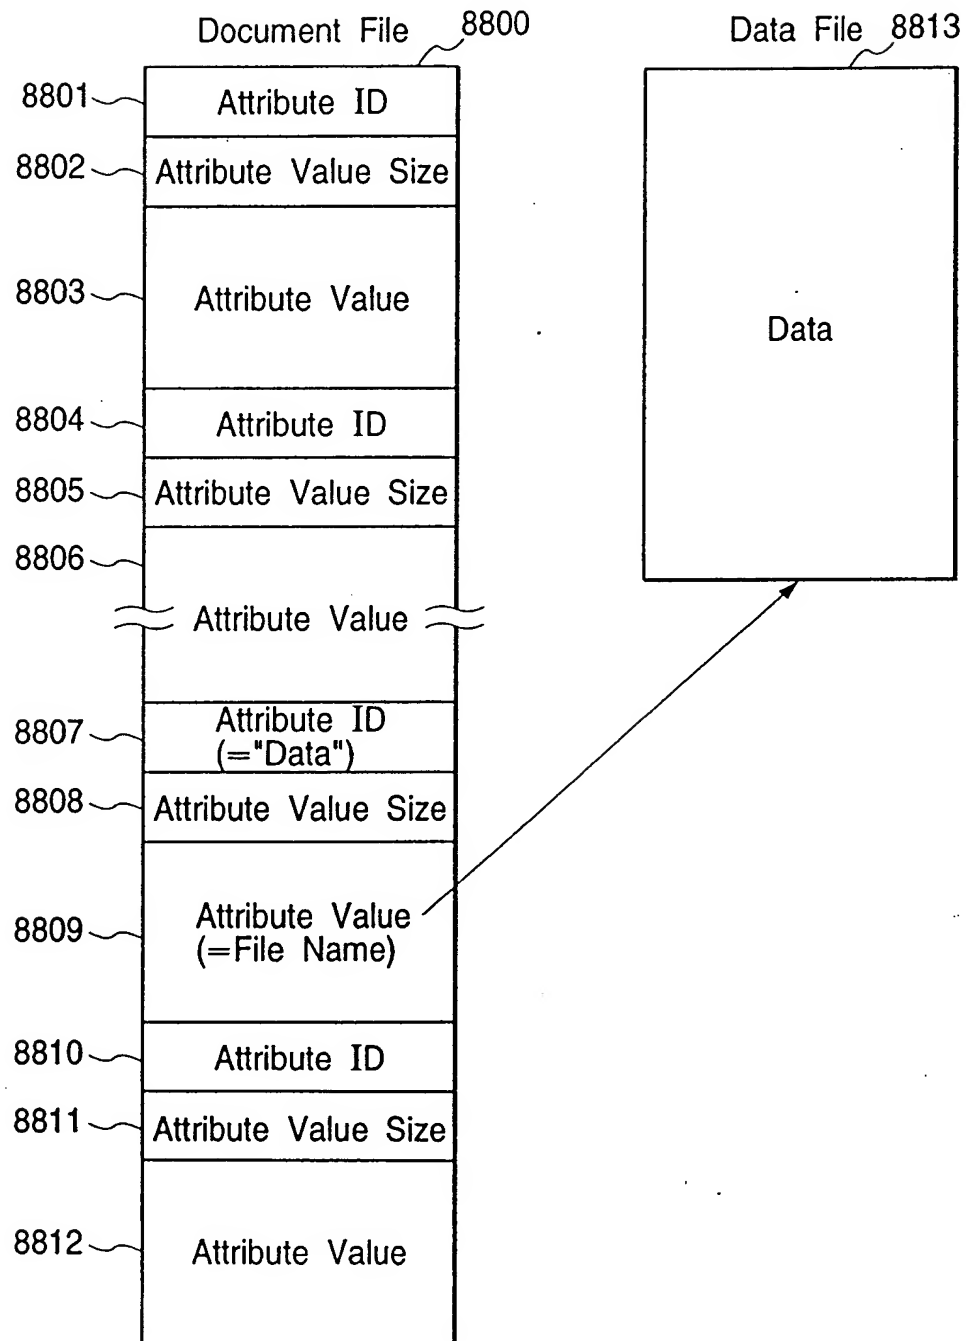 Document File 8800
8801 Attribute ID
8802 Attribute Value Size
8803 Attribute Value
8804 Attribute ID
8805 Attribute Value Size
8806
Attribute Value
8807 Attribute ID
(="Data")
8808 Attribute Value Size
8809 Attribute Value
(=File Name)
8810 Attribute ID
8811 Attribute Value Size
8812 Attribute Value
Data File 8813
Data